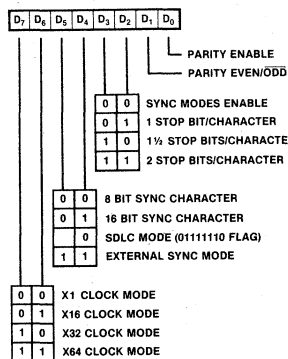 D7 D6 D5 D4 D3 D2 D1 D0
PARITY ENABLE
PARITY EVEN/ODD
0 0 SYNC MODES ENABLE
0 1 1 STOP BIT/CHARACTER
1 0 1½ STOP BITS/CHARACTE
1 1 2 STOP BITS/CHARACTER
0 0 8 BIT SYNC CHARACTER
0 1 16 BIT SYNC CHARACTER
0 SDLC MODE (01111110 FLAG)
1 1 EXTERNAL SYNC MODE
0 0 X1 CLOCK MODE
0 1 X16 CLOCK MODE
1 0 X32 CLOCK MODE
1 1 X64 CLOCK MODE